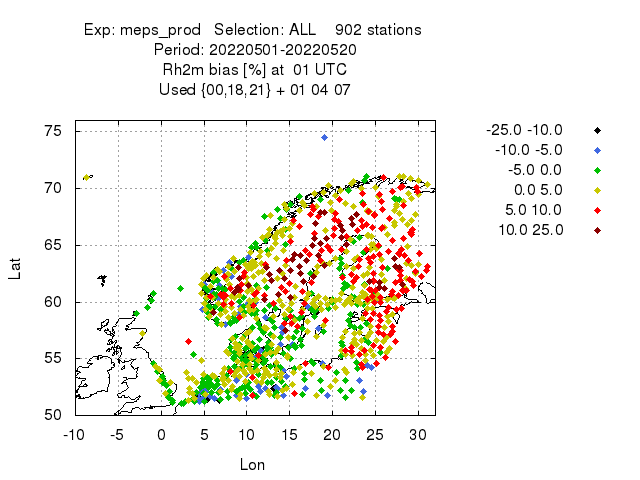 Exp: meps_prod   Selection: ALL    902 stations
Period: 20220501-20220520
Rh2m bias [%] at  01 UTC
Used {00,18,21} + 01 04 07
-25.0 -10.0
-10.0 -5.0
-5.0 0.0
0.0 5.0
5.0 10.0
10.0 25.0
75
70
65
60
55
50
Lat
-10 -5 0 5 10 15 20 25 30
Lon